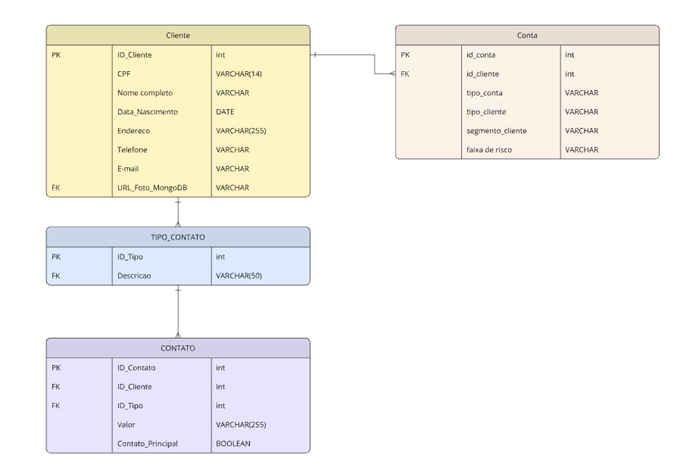 Cliente
PK ID_Cliente int
CPF VARCHAR(14)
Nome completo VARCHAR
Data_Nascimento DATE
Endereco VARCHAR(255)
Telefone VARCHAR
E-mail VARCHAR
FK URL_Foto_MongoDB VARCHAR
Conta
PK id_conta int
FK id_cliente int
tipo_conta VARCHAR
tipo_cliente VARCHAR
segmento_cliente VARCHAR
faixa de risco VARCHAR
TIPO_CONTATO
PK ID_Tipo int
FK Descricao VARCHAR(50)
CONTATO
PK ID_Contato int
FK ID_Cliente int
FK ID_Tipo int
Valor VARCHAR(255)
Contato_Principal BOOLEAN